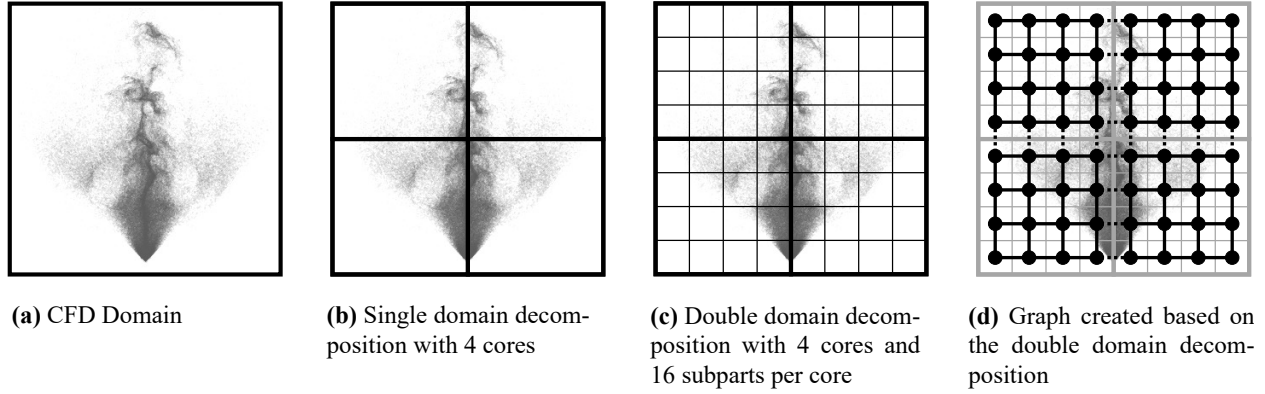 (a) CFD Domain
(b) Single domain decom-
position with 4 cores
(c) Double domain decom-
position with 4 cores and
16 subparts per core
(d) Graph created based on
the double domain decom-
position